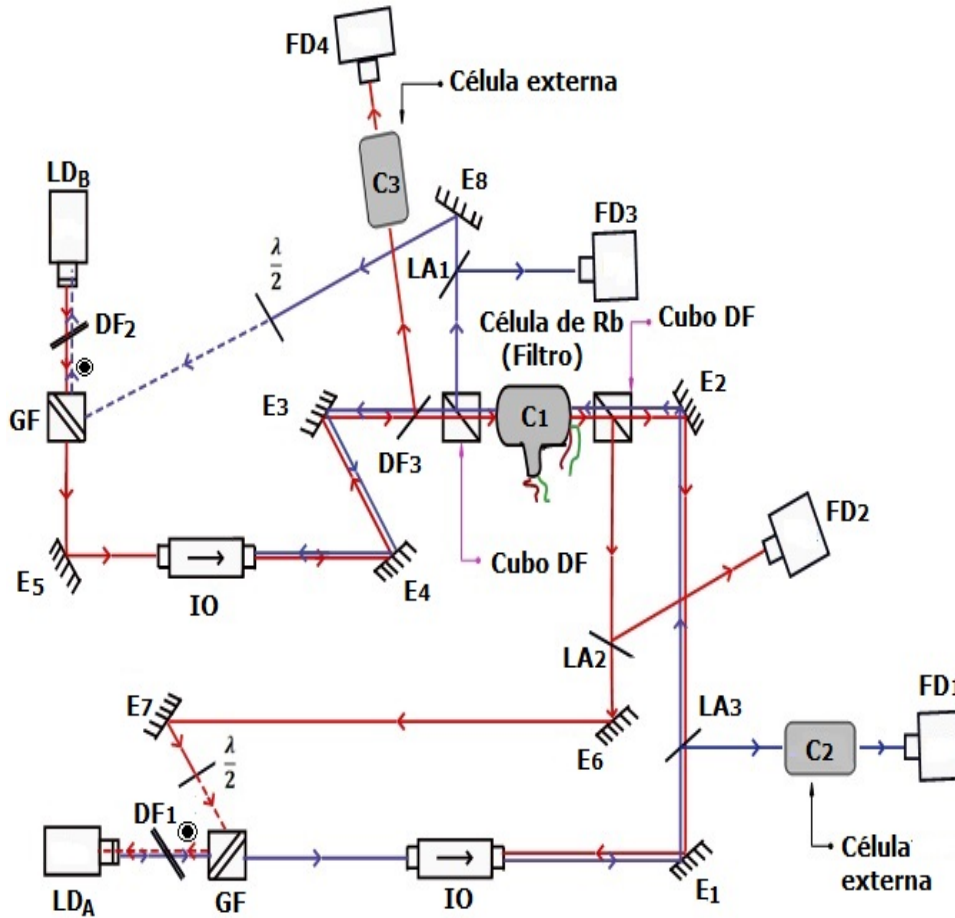 FD4
Célula externa
C3
LDB
E8
FD3
λ/2
LA1
DF2
Célula de Rb
(Filtro)
Cubo DF
GF
E3
E2
C1
DF3
FD2
E5
IO
E4
Cubo DF
LA2
E7
E6
LA3
FD1
λ/2
C2
DF1
LDA
GF
IO
E1
Célula
externa